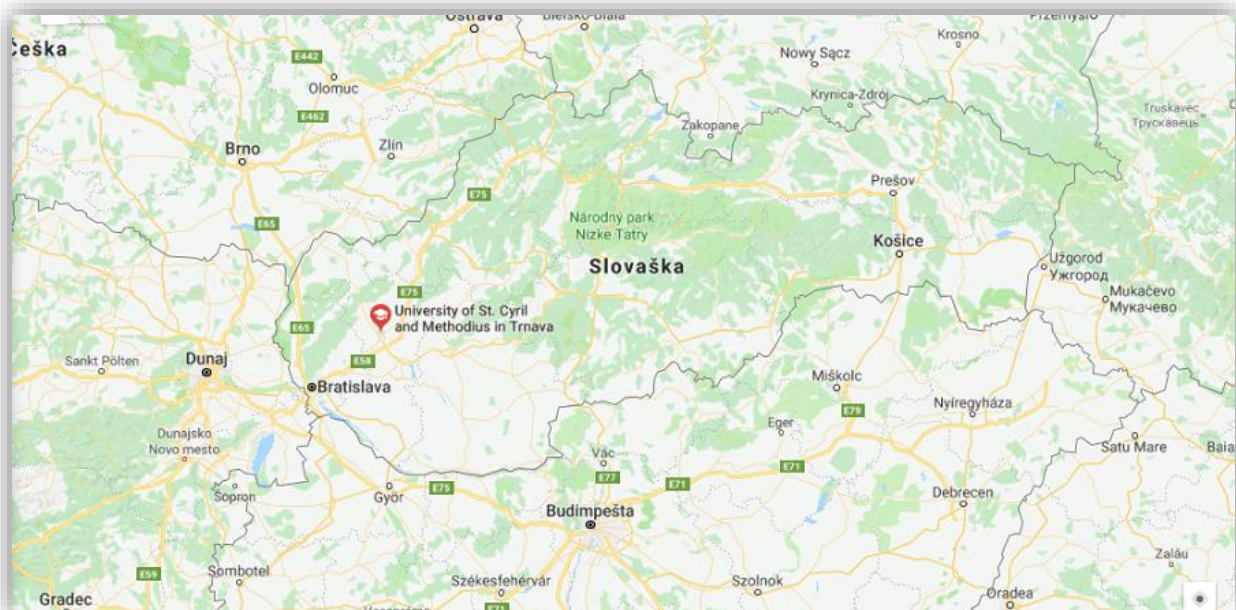 Ostrava
Bielsko-Biała
Przemyśl
Češka
Krosno
E442
Nowy Sącz
Olomuc
Krynica-Zdrój
E462
Truskavec
Трускавець
Zakopane
Brno
Zlín
Prešov
E75
Národný park
Nízke Tatry
E65
Košice
Slovaška
Užgorod
Ужгород
Mukačevo
Мукачево
E75
University of St. Cyril
and Methodius in Trnava
E65
Sankt Pölten
Dunaj
E58
Bratislava
Miškolc
E79
Nyíregyháza
Eger
Dunajsko
Novo mesto
Satu Mare
Baia
Vác
E71
E77
E71
Šopron
Győr
E75
Debrecen
Budimpešta
Zalău
E59
Sombotel
Székesfehérvár
Szolnok
Oradea
Gradec
E71